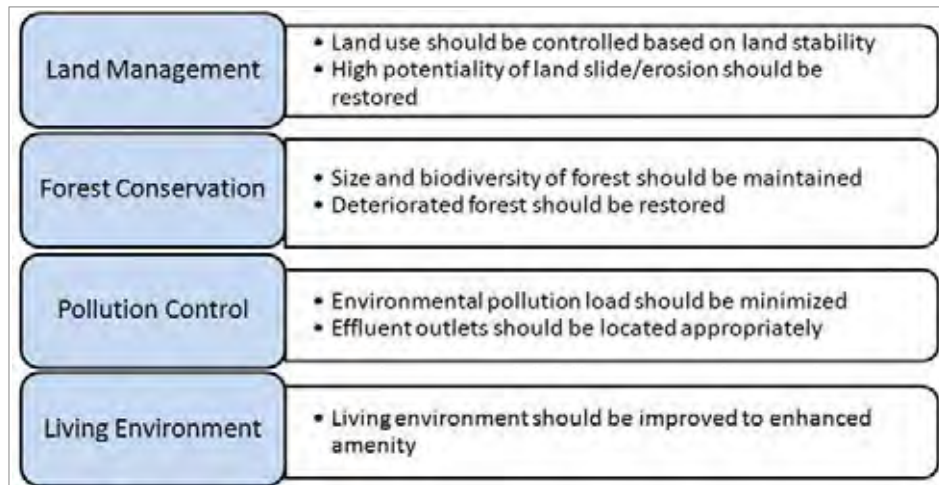 Land Management
• Land use should be controlled based on land stability
• High potentiality of land slide/erosion should be
restored
Forest Conservation
• Size and biodiversity of forest should be maintained
• Deteriorated forest should be restored
Pollution Control
• Environmental pollution load should be minimized
• Effluent outlets should be located appropriately
Living Environment
• Living environment should be improved to enhanced
amenity